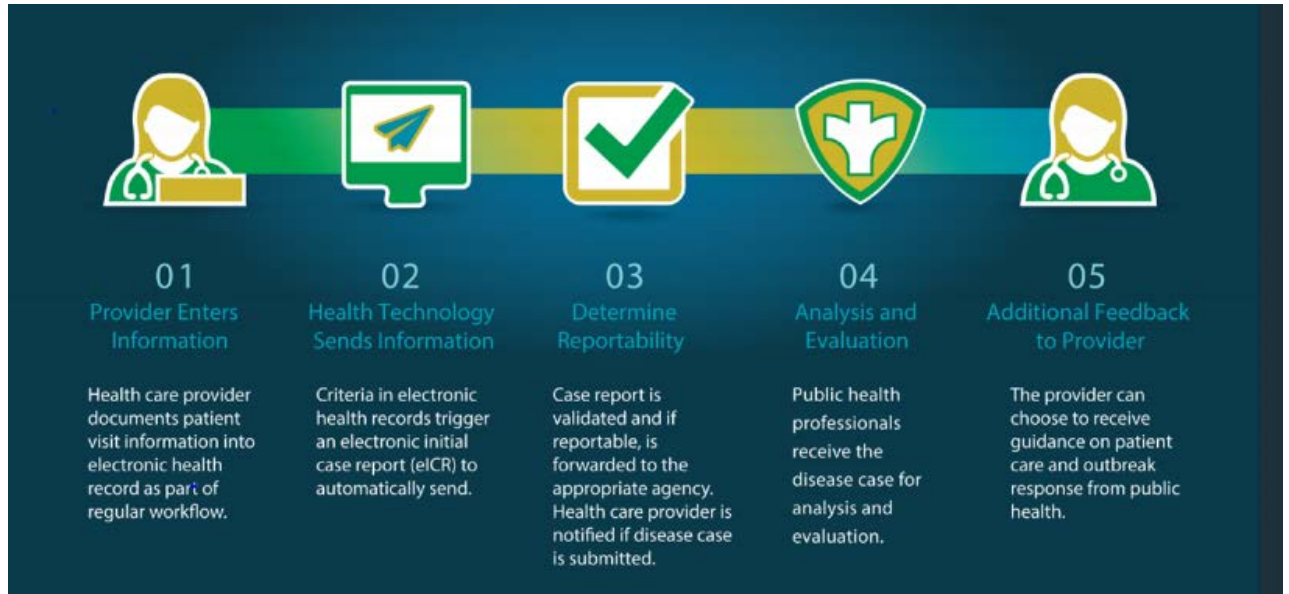 01
Provider Enters
Information
Health care provider
documents patient
visit information into
electronic health
record as part of
regular workflow.
02
Health Technology
Sends Information
Criteria in electronic
health records trigger
an electronic initial
case report (eICR) to
automatically send.
03
Determine
Reportability
Case report is
validated and if
reportable, is
forwarded to the
appropriate agency.
Health care provider is
notified if disease case
is submitted.
04
Analysis and
Evaluation
Public health
professionals
receive the
disease case for
analysis and
evaluation.
05
Additional Feedback
to Provider
The provider can
choose to receive
guidance on patient
care and outbreak
response from public
health.